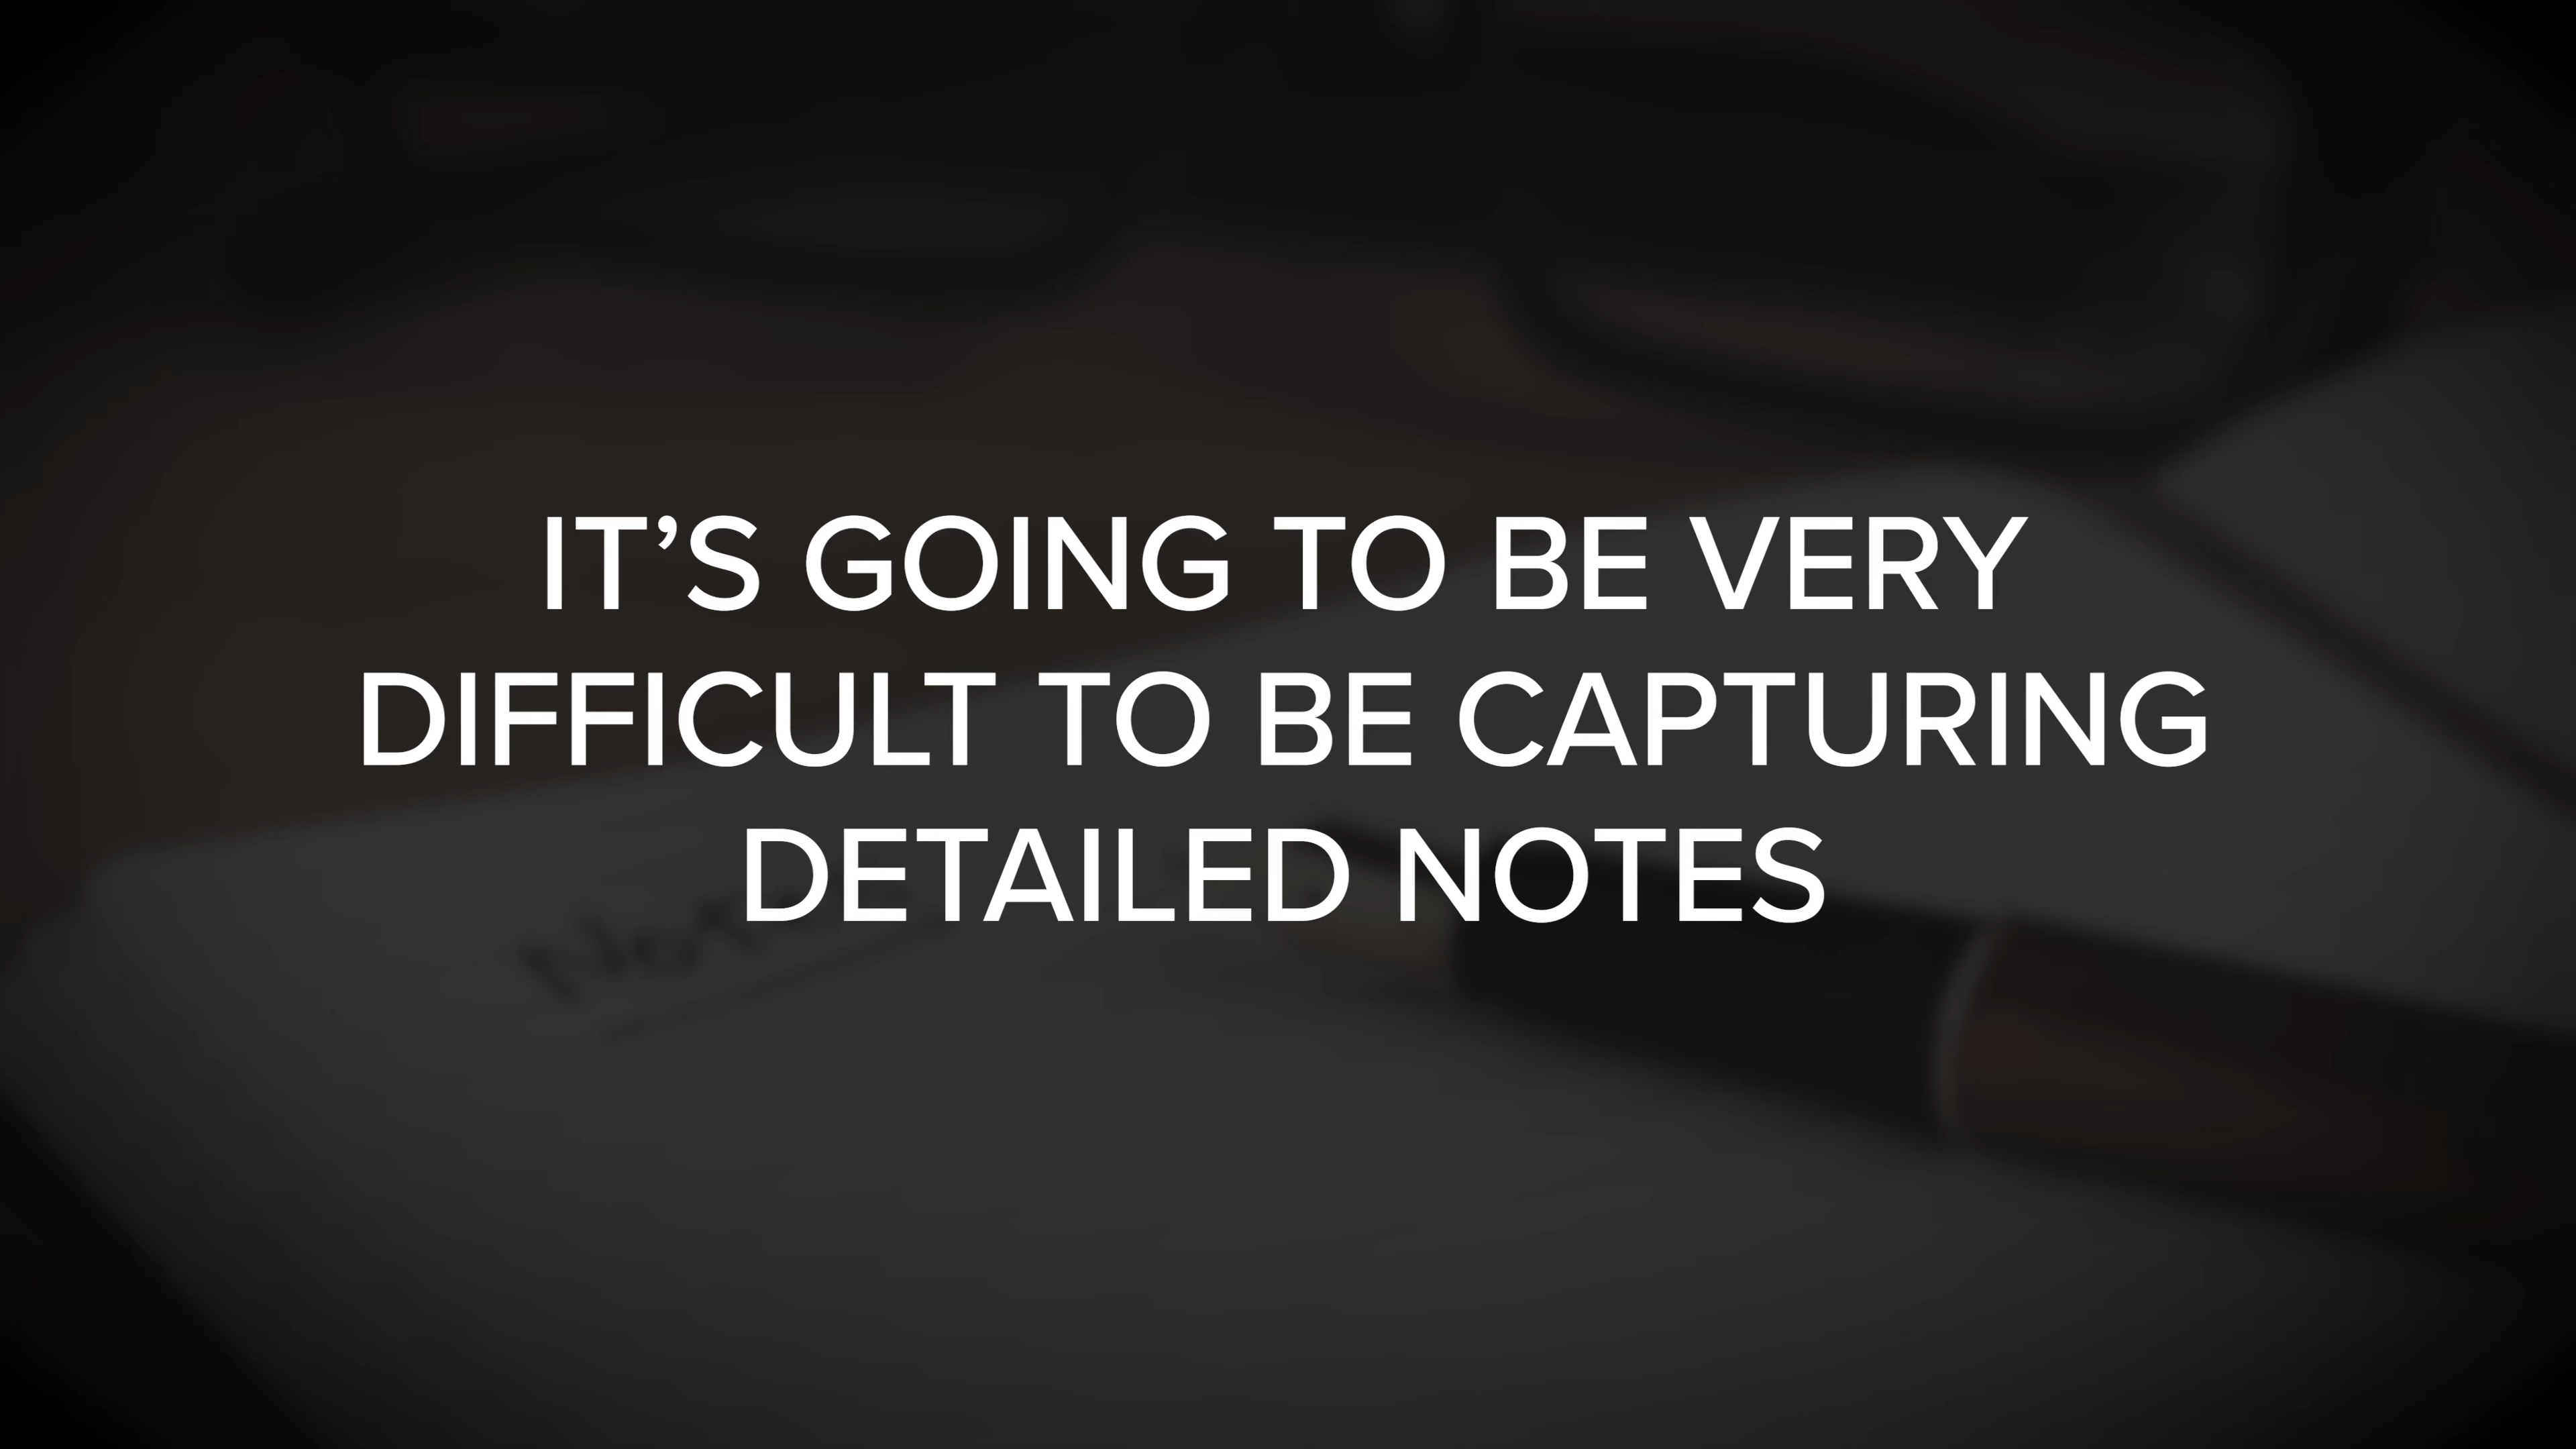 IT’S GOING TO BE VERY
DIFFICULT TO BE CAPTURING
DETAILED NOTES